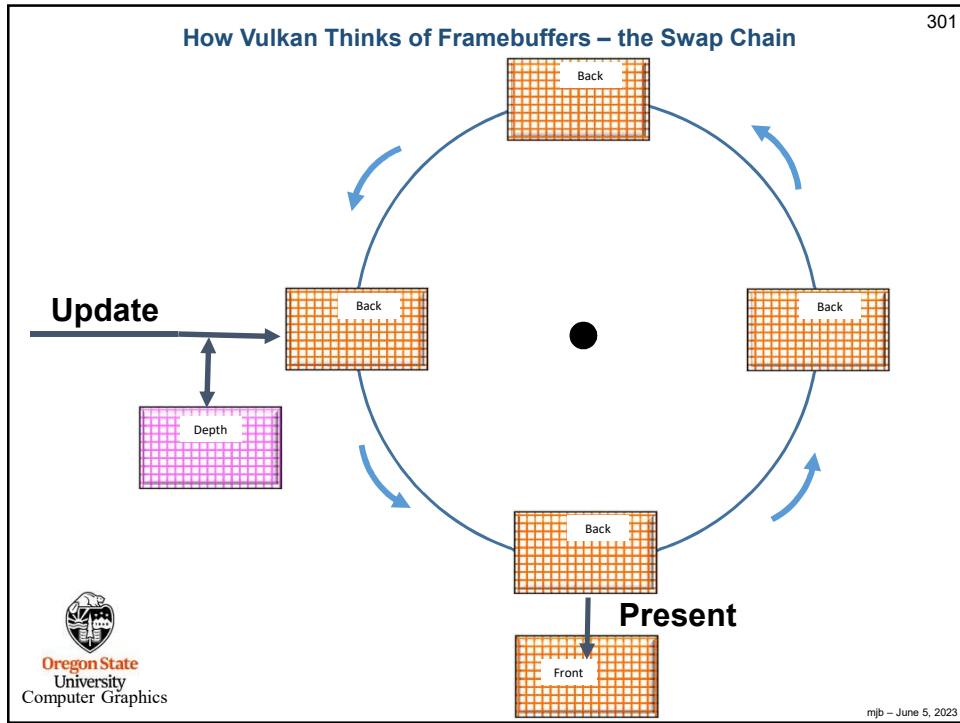 301
How Vulkan Thinks of Framebuffers – the Swap Chain
Back
Update
Back
Back
Depth
Back
Present
Front
Oregon State
University
Computer Graphics
mjb – June 5, 2023